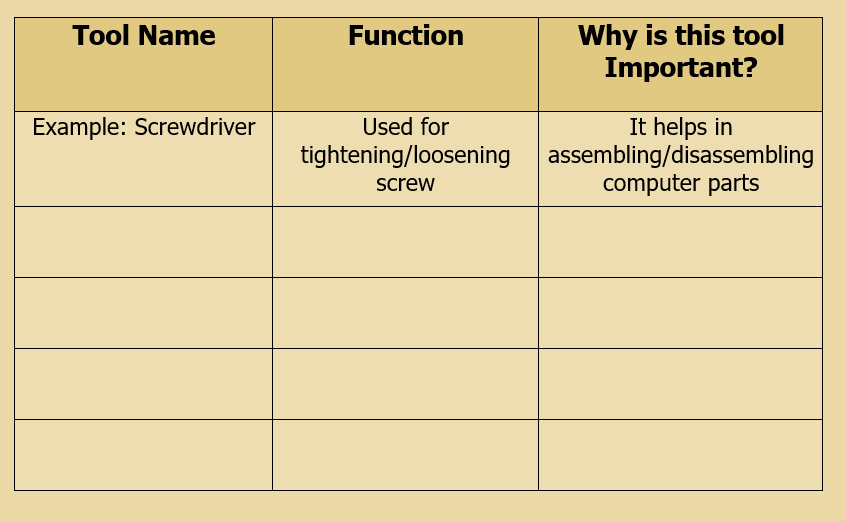 Tool Name
Function
Why is this tool
Important?
Example: Screwdriver
Used for
tightening/loosening
screw
It helps in
assembling/disassembling
computer parts